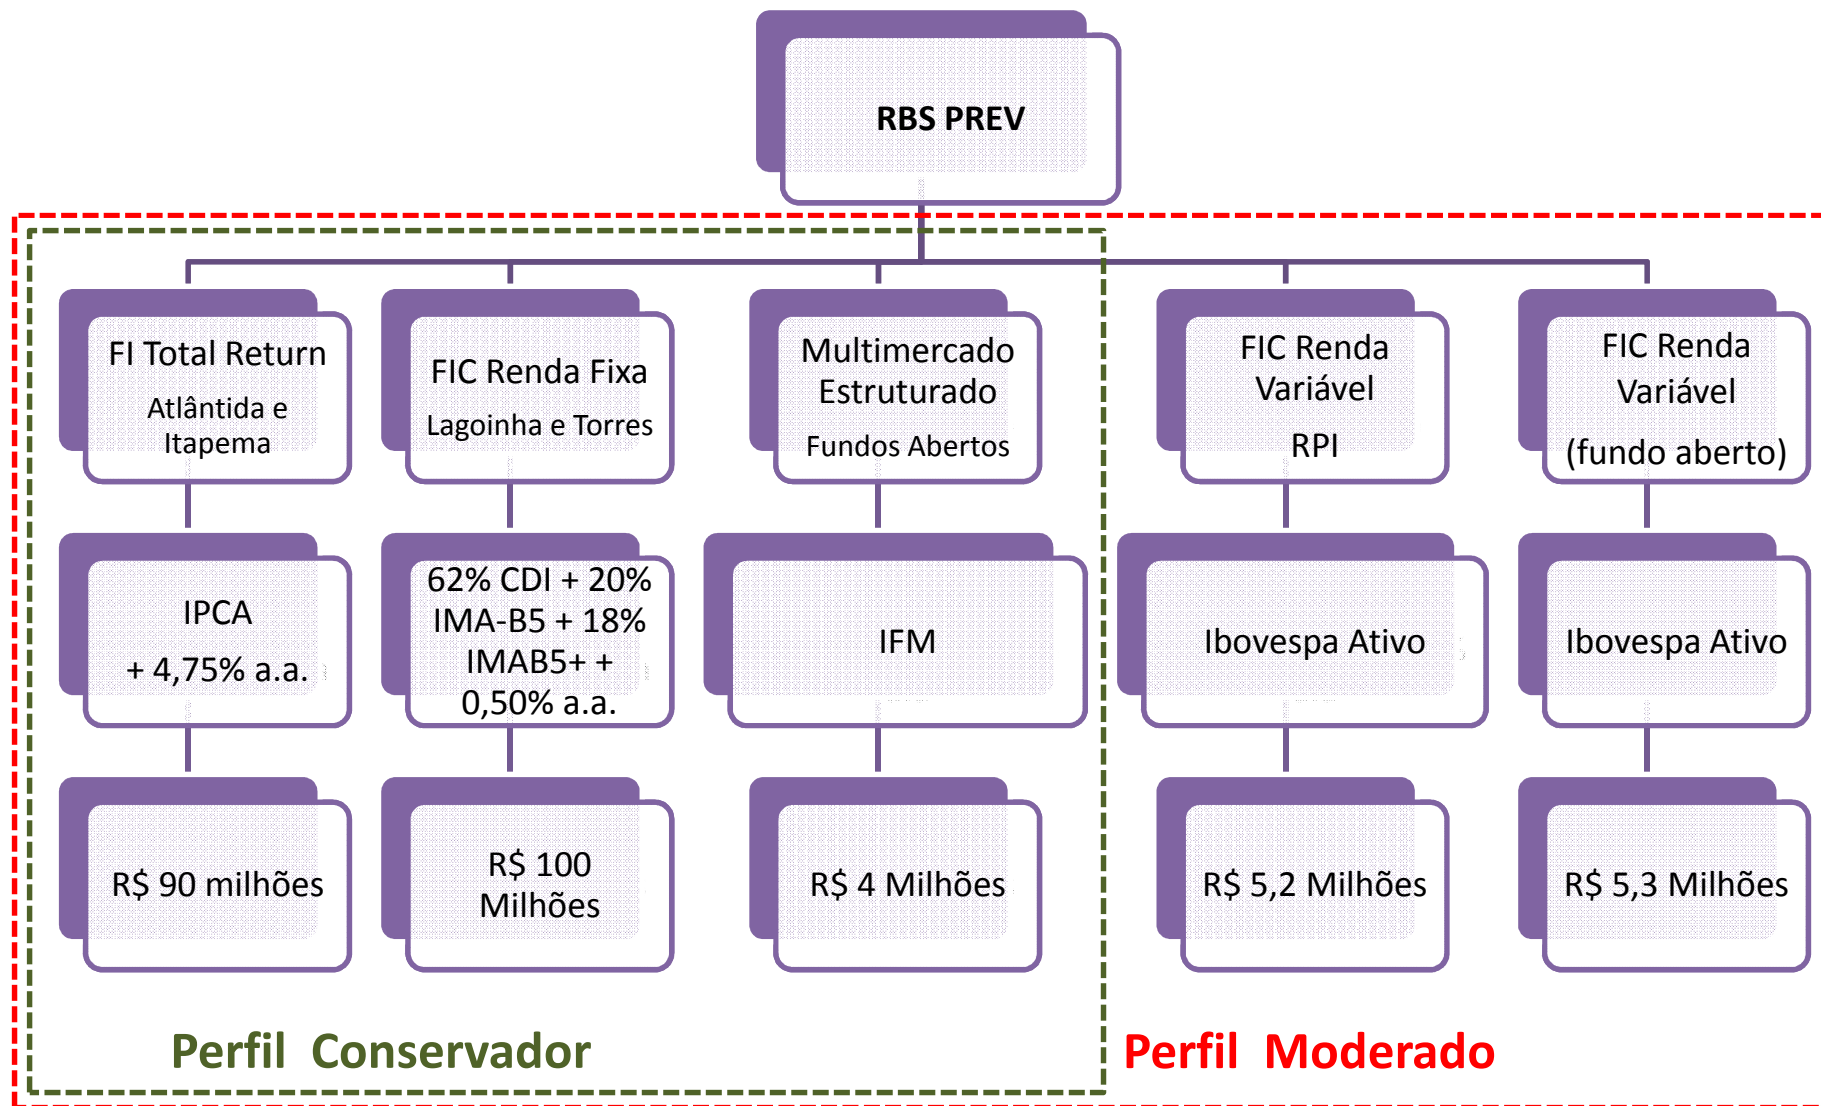 RBS PREV
FI Total Return
Atlântida e
Itapema
FIC Renda Fixa
Lagoinha e Torres
Multimercado
Estruturado
Fundos Abertos
FIC Renda
Variável
RPI
FIC Renda
Variável
(fundo aberto)
IPCA
+ 4,75% a.a.
62% CDI + 20%
IMA-B5 + 18%
IMAB5+ +
0,50% a.a.
IFM
Ibovespa Ativo
Ibovespa Ativo
R$ 90 milhões
R$ 100
Milhões
R$ 4 Milhões
R$ 5,2 Milhões
R$ 5,3 Milhões
Perfil Conservador
Perfil Moderado